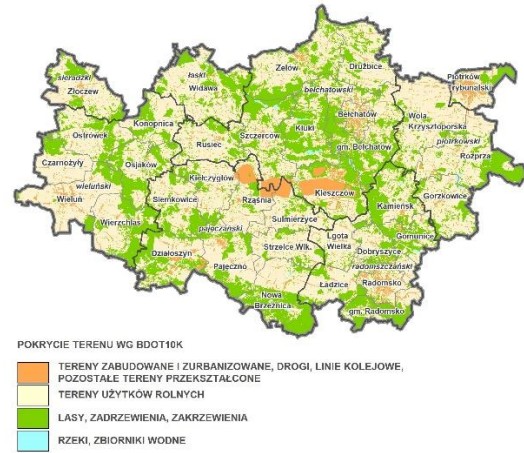 Zelów
Drużbice
sieradzki
Złoczew
łaski
Widawa
bełchatowski
Piotrków
Trybunalski
Konopnica
Ostrówek
Rusiec
Szczerców
Bełchatów
Kluki
gm. Bełchatów
Wola
Krzysztoporska
piotrkowski
Rozprza
Czarnożyły
Osjaków
wieluński
Wieluń
Siemkowice
Kiełczygłów
Rząśnia
Kleszczów
Kamieńsk
Gorzkowice
Wierzchlas
pajęczański
Sulmierzyce
Gomunice
Działoszyn
Pajęczno
Strzelce Wlk.
Lgota
Wielka
Dobryszyce
radomszczański
Ładzice
Radomsko
Nowa
Brzeźnica
gm. Radomsko
POKRYCIE TERENU WG BDOT10K
TERENY ZABUDOWANE I ZURBANIZOWANE, DROGI, LINIE KOLEJOWE,
POZOSTAŁE TERENY PRZEKSZTAŁCONE
TERENY UŻYTKÓW ROLNYCH
LASY, ZADRZEWIENIA, ZAKRZEWIENIA
RZEKI, ZBIORNIKI WODNE